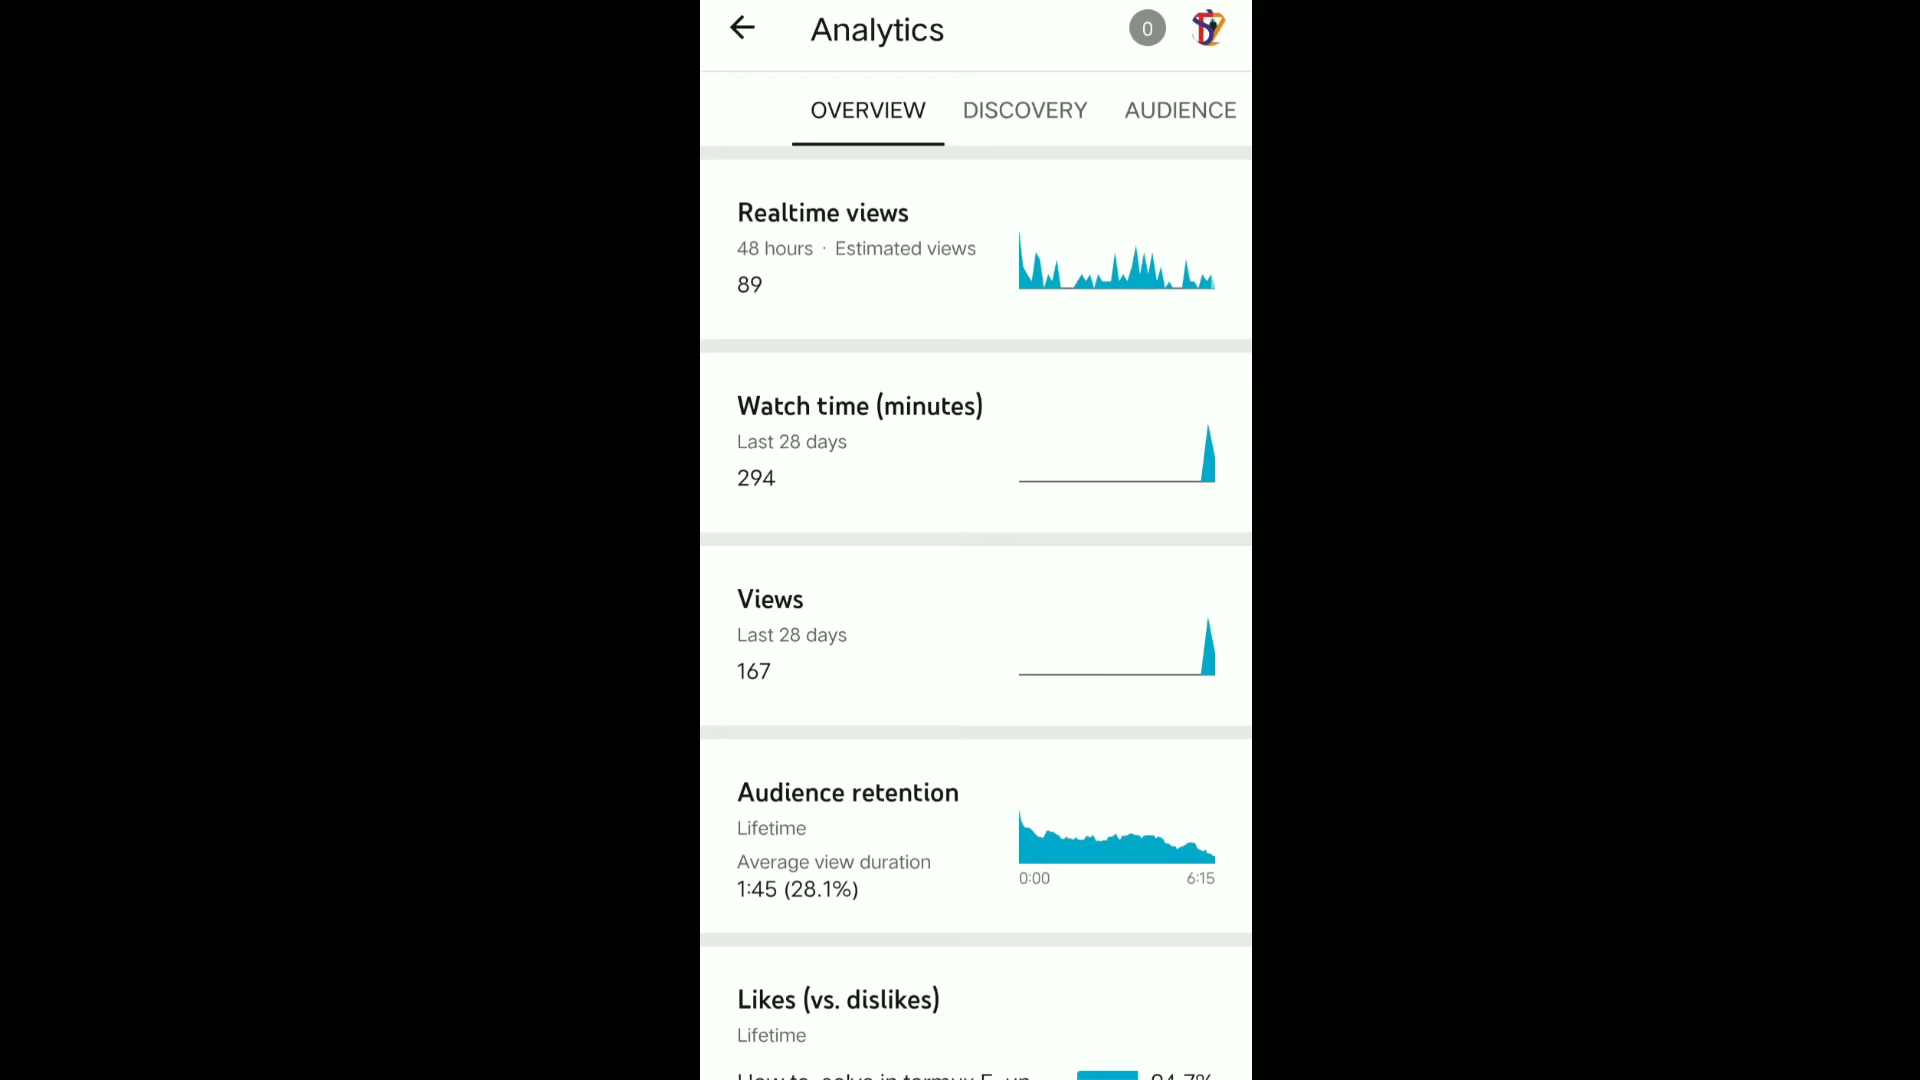 Analytics
0
OVERVIEW DISCOVERY AUDIENCE
Realtime views
48 hours · Estimated views
89
Watch time (minutes)
Last 28 days
294
Views
Last 28 days
167
Audience retention
Lifetime
Average view duration
1:45 (28.1%)
0:00 6:15
Likes (vs. dislikes)
Lifetime